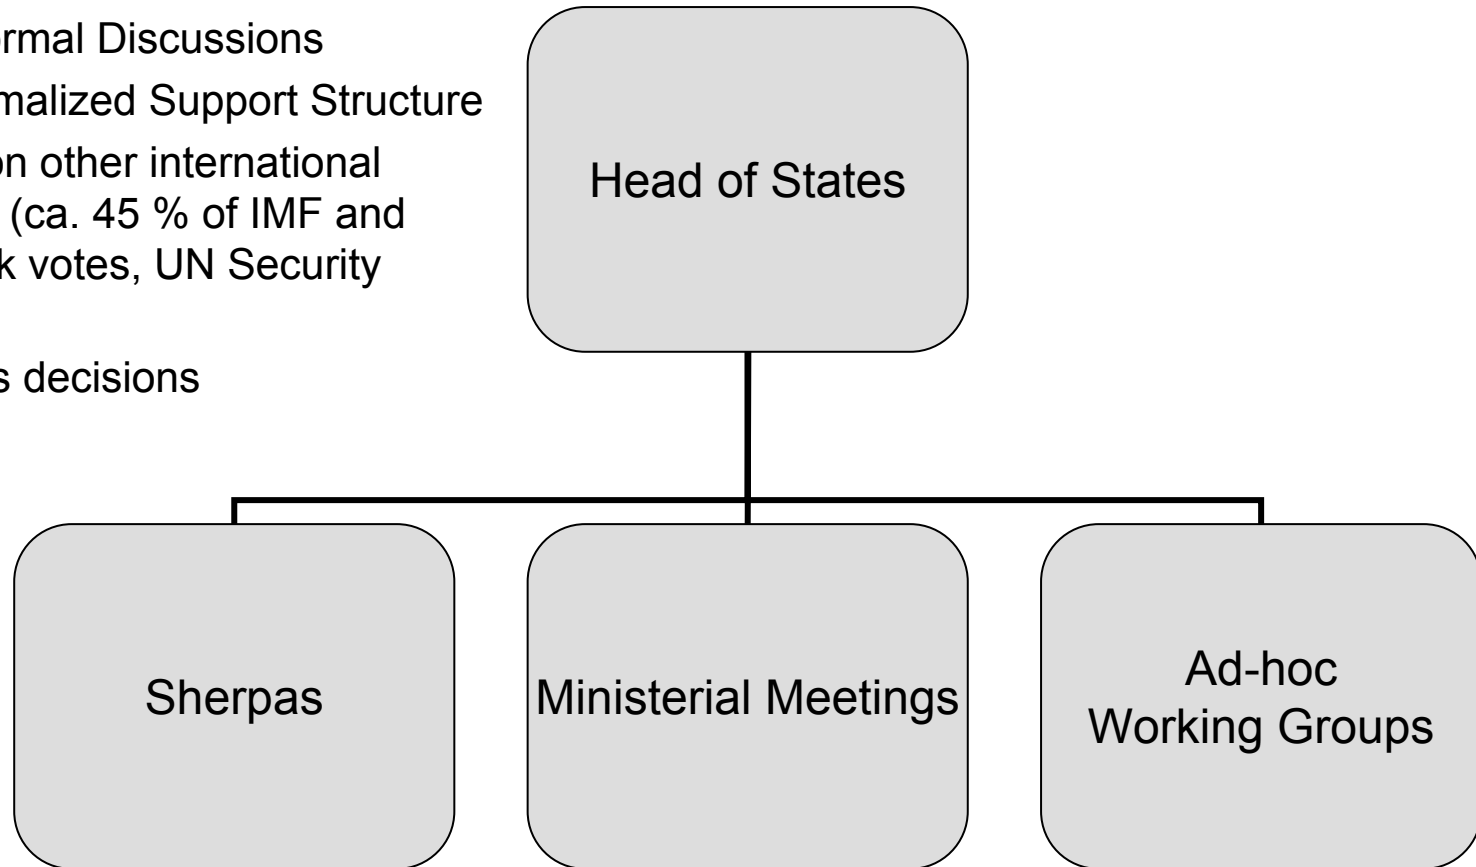 ormal Discussions
malized Support Structure
on other international
(ca. 45 % of IMF and
k votes, UN Security
s decisions
Head of States
Sherpas
Ministerial Meetings
Ad-hoc
Working Groups